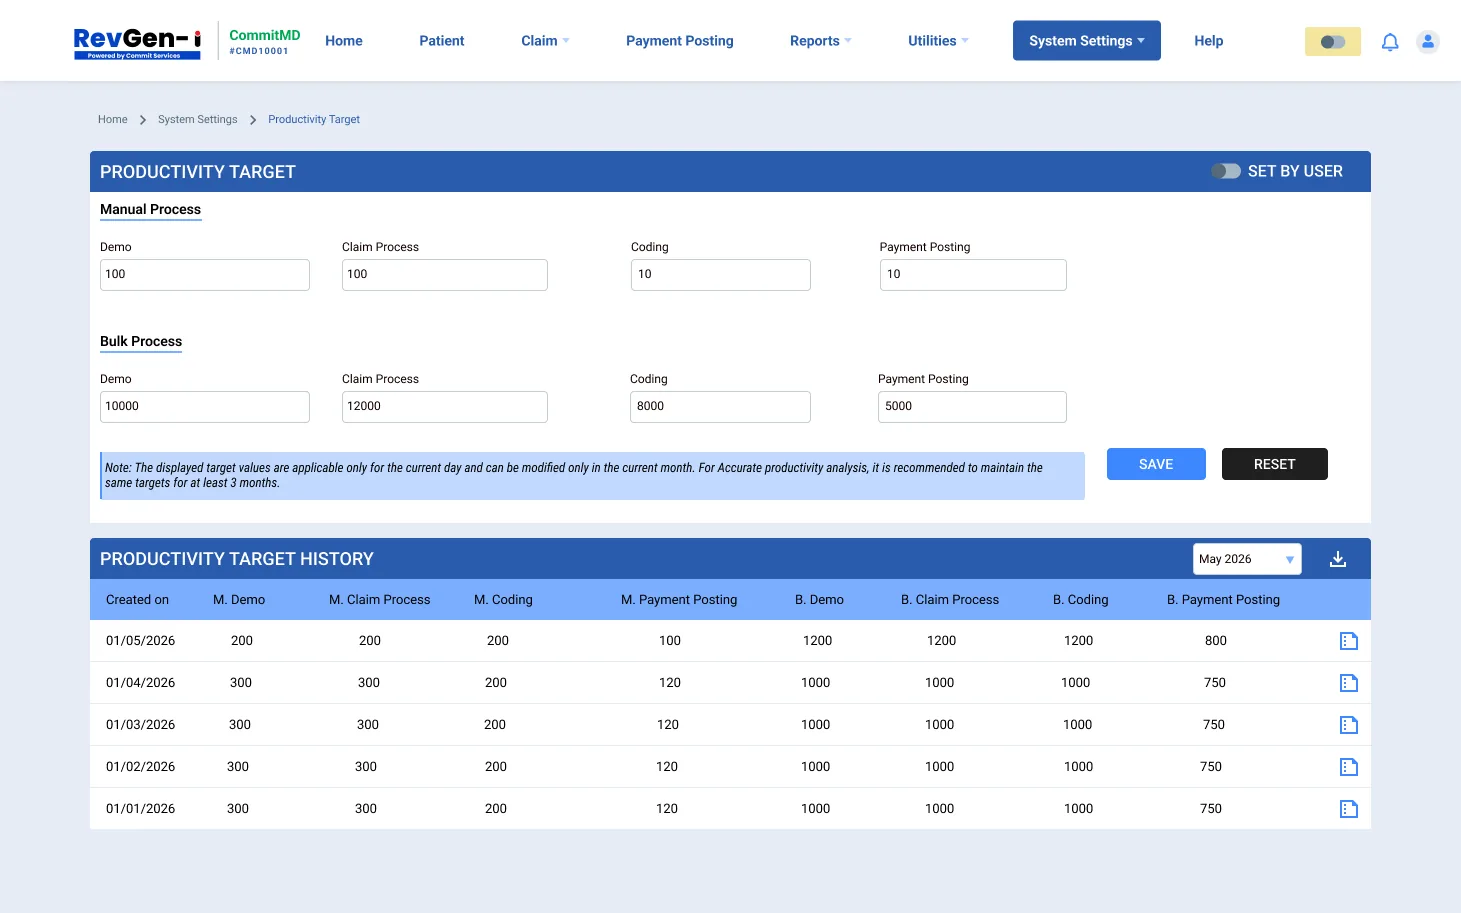 RevGen-i
Powered by Commit Services
CommitMD
#CMD10001
Home
Patient
Claim
Payment Posting
Reports
Utilities
System Settings
Help
Home > System Settings > Productivity Target
PRODUCTIVITY TARGET
SET BY USER
Manual Process
Demo Claim Process Coding Payment Posting
100 100 10 10
Bulk Process
Demo Claim Process Coding Payment Posting
10000 12000 8000 5000
Note: The displayed target values are applicable only for the current day and can be modified only in the current month. For Accurate productivity analysis, it is recommended to maintain the
same targets for at least 3 months.
SAVE
RESET
PRODUCTIVITY TARGET HISTORY
May 2026
Created on M. Demo M. Claim Process M. Coding M. Payment Posting B. Demo B. Claim Process B. Coding B. Payment Posting
01/05/2026 200 200 200 100 1200 1200 1200 800
01/04/2026 300 300 200 120 1000 1000 1000 750
01/03/2026 300 300 200 120 1000 1000 1000 750
01/02/2026 300 300 200 120 1000 1000 1000 750
01/01/2026 300 300 200 120 1000 1000 1000 750